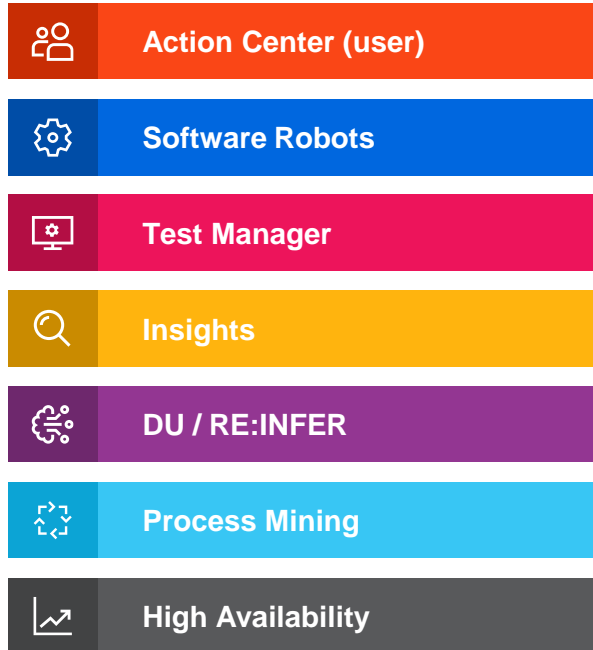 Action Center (user)
Software Robots
Test Manager
Insights
DU / RE:INFER
Process Mining
High Availability